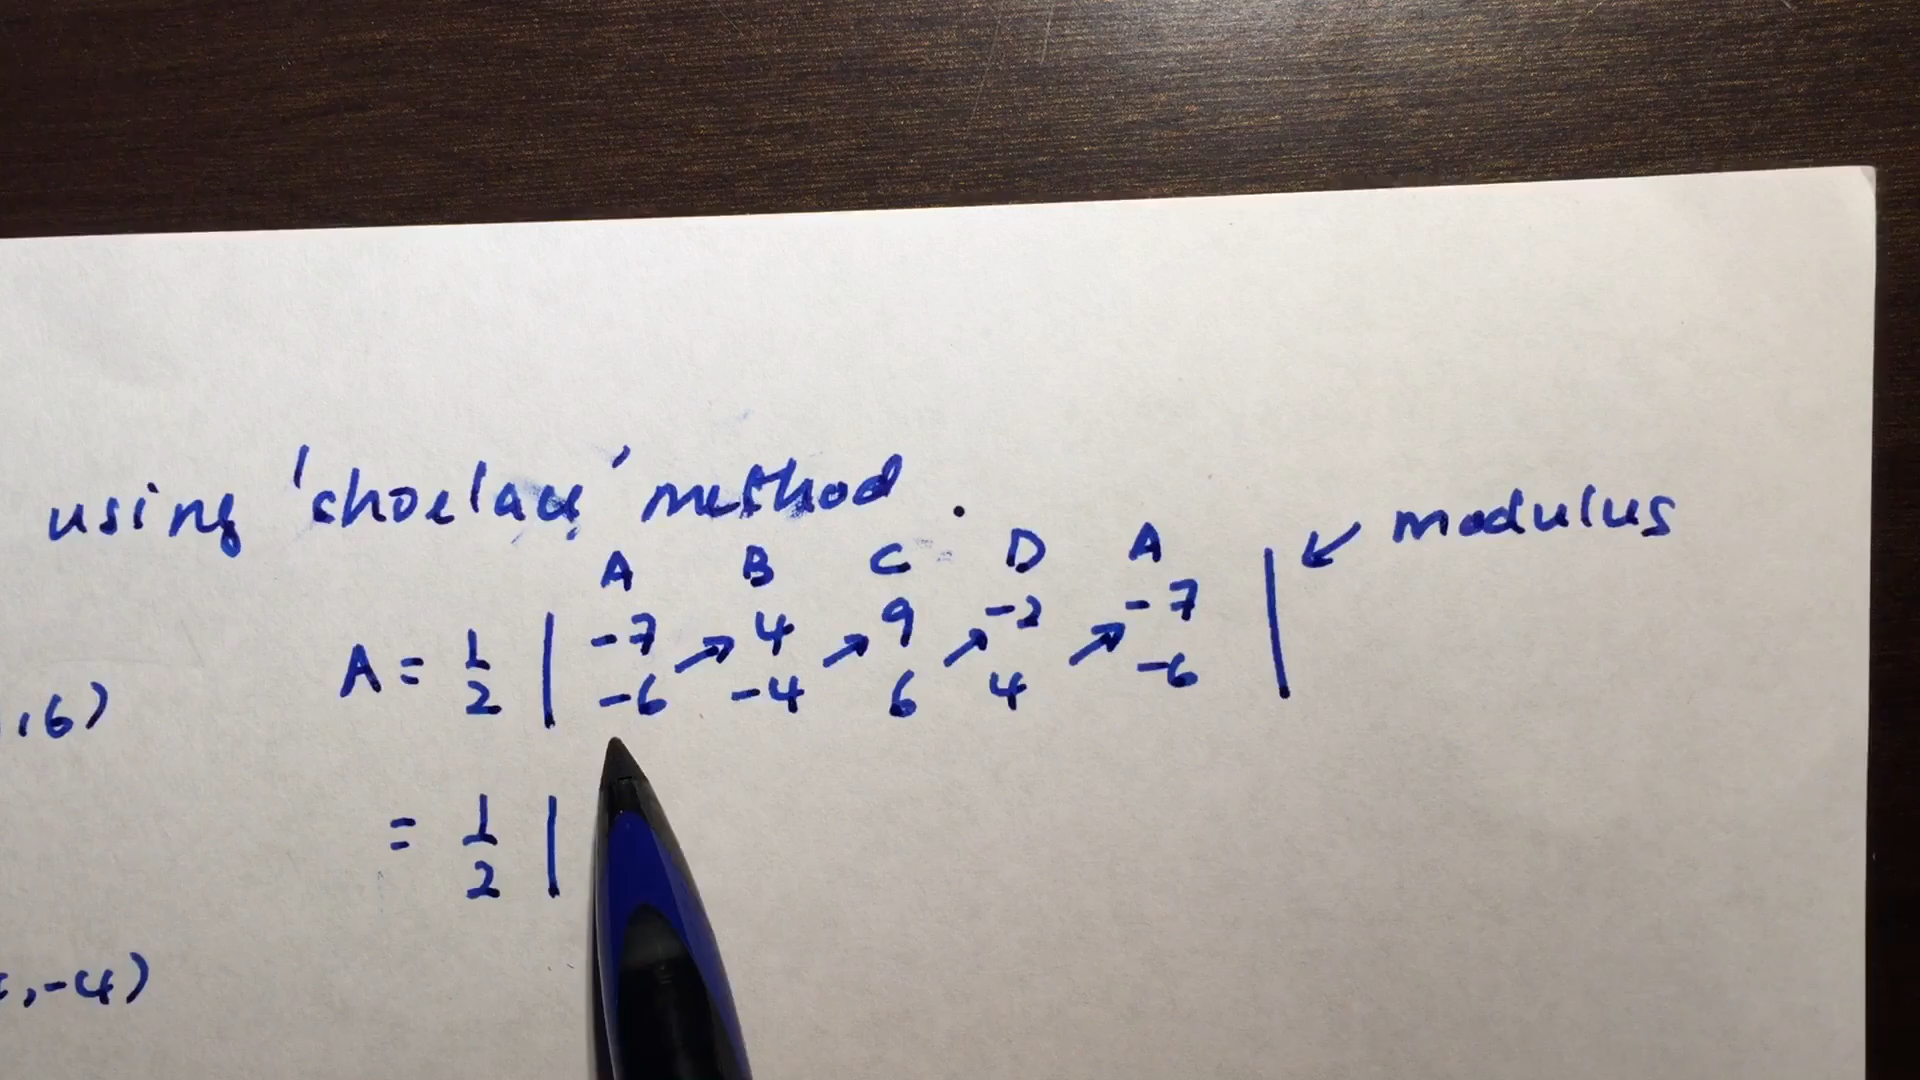 using 'shoelace' method.
modulus
A B C D A
A = 1/2 | -7 4 9 -2 -7 |
-6 -4 6 4 -6
,6)
= 1/2 |
,-4)